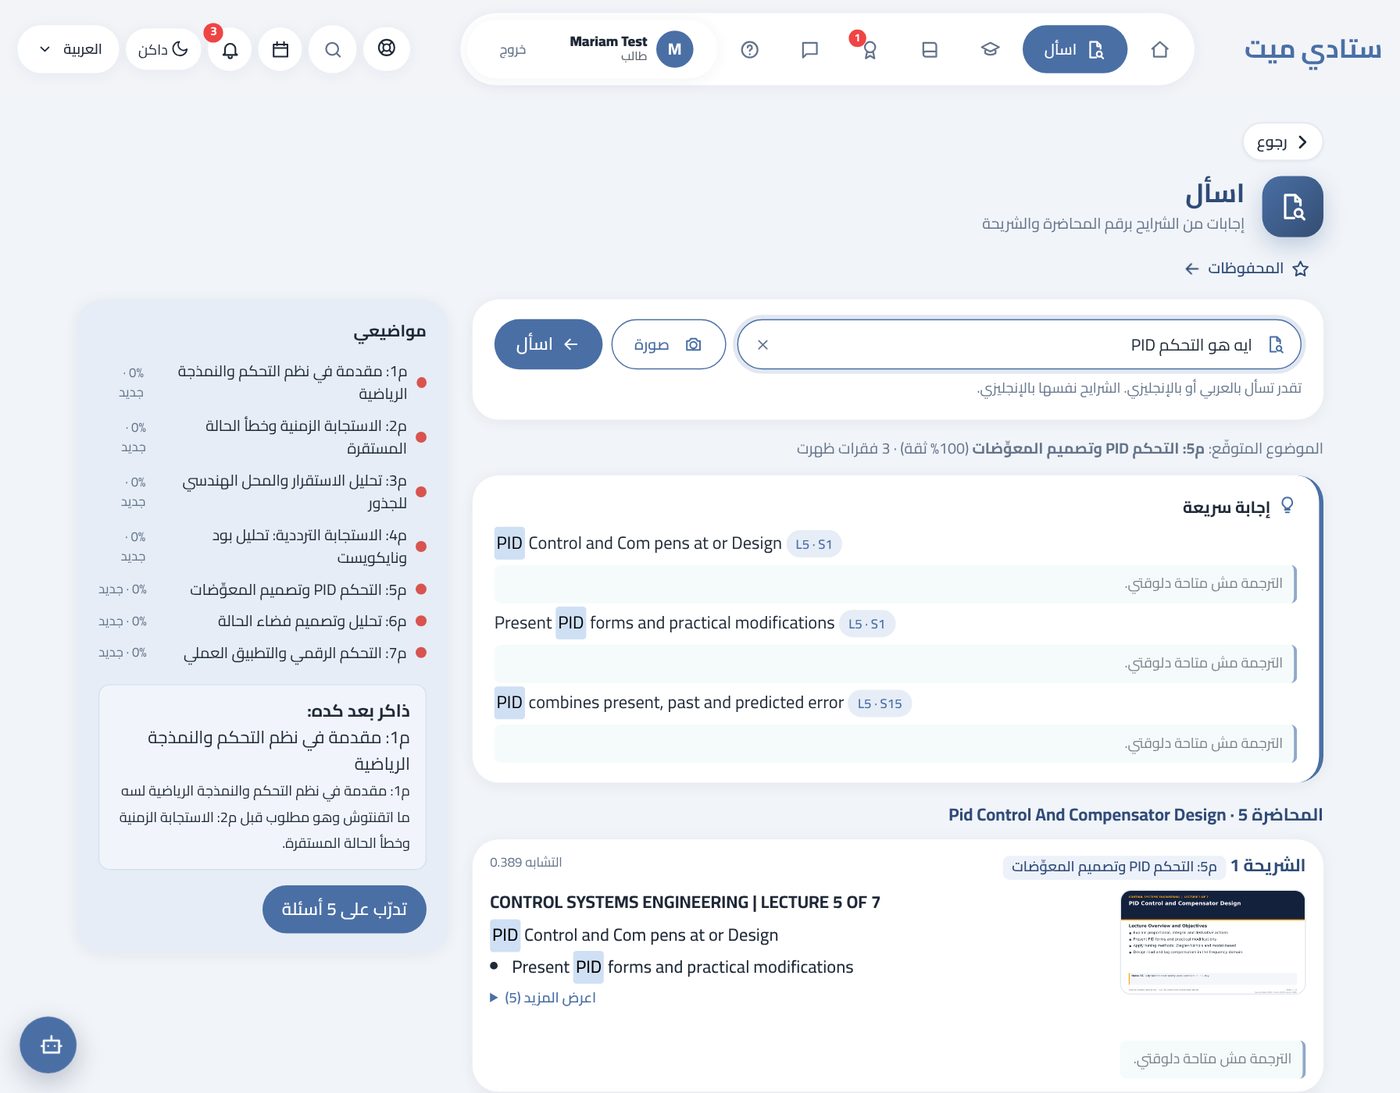 ستادي ميت
اسأل
1
M
Mariam Test
طالب
خروج
3
داكن
العربية
رجوع
اسأل
إجابات من الشرايح برقم المحاضرة والشريحة
المحفوظات
ايه هو التحكم PID
صورة
اسأل
تقدر تسأل بالعربي أو بالإنجليزي. الشرايح نفسها بالإنجليزي.
الموضوع المتوقّع: م5: التحكم PID وتصميم المعوّضات (100% ثقة) · 3 فقرات ظهرت
إجابة سريعة
PID Control and Com pens at or Design L5 · S1
الترجمة مش متاحة دلوقتي.
Present PID forms and practical modifications L5 · S1
الترجمة مش متاحة دلوقتي.
PID combines present, past and predicted error L5 · S15
الترجمة مش متاحة دلوقتي.
المحاضرة 5 · Pid Control And Compensator Design
الشريحة 1 م5: التحكم PID وتصميم المعوّضات
التشابه 0.389
CONTROL SYSTEMS ENGINEERING | LECTURE 5 OF 7
PID Control and Com pens at or Design
Present PID forms and practical modifications
اعرض المزيد (5)
PID Control and Compensator Design
Lecture Overview and Objectives
الترجمة مش متاحة دلوقتي.
مواضيعي
م1: مقدمة في نظم التحكم والنمذجة
الرياضية
0% ·
جديد
م2: الاستجابة الزمنية وخطأ الحالة
المستقرة
0% ·
جديد
م3: تحليل الاستقرار والمحل الهندسي
للجذور
0% ·
جديد
م4: الاستجابة الترددية: تحليل بود
ونايكويست
0% ·
جديد
م5: التحكم PID وتصميم المعوّضات
0% · جديد
م6: تحليل وتصميم فضاء الحالة
0% · جديد
م7: التحكم الرقمي والتطبيق العملي
0% · جديد
ذاكر بعد كده:
م1: مقدمة في نظم التحكم والنمذجة
الرياضية
م1: مقدمة في نظم التحكم والنمذجة الرياضية لسه
ما اتقنتوش وهو مطلوب قبل م2: الاستجابة الزمنية
وخطأ الحالة المستقرة.
تدرّب على 5 أسئلة